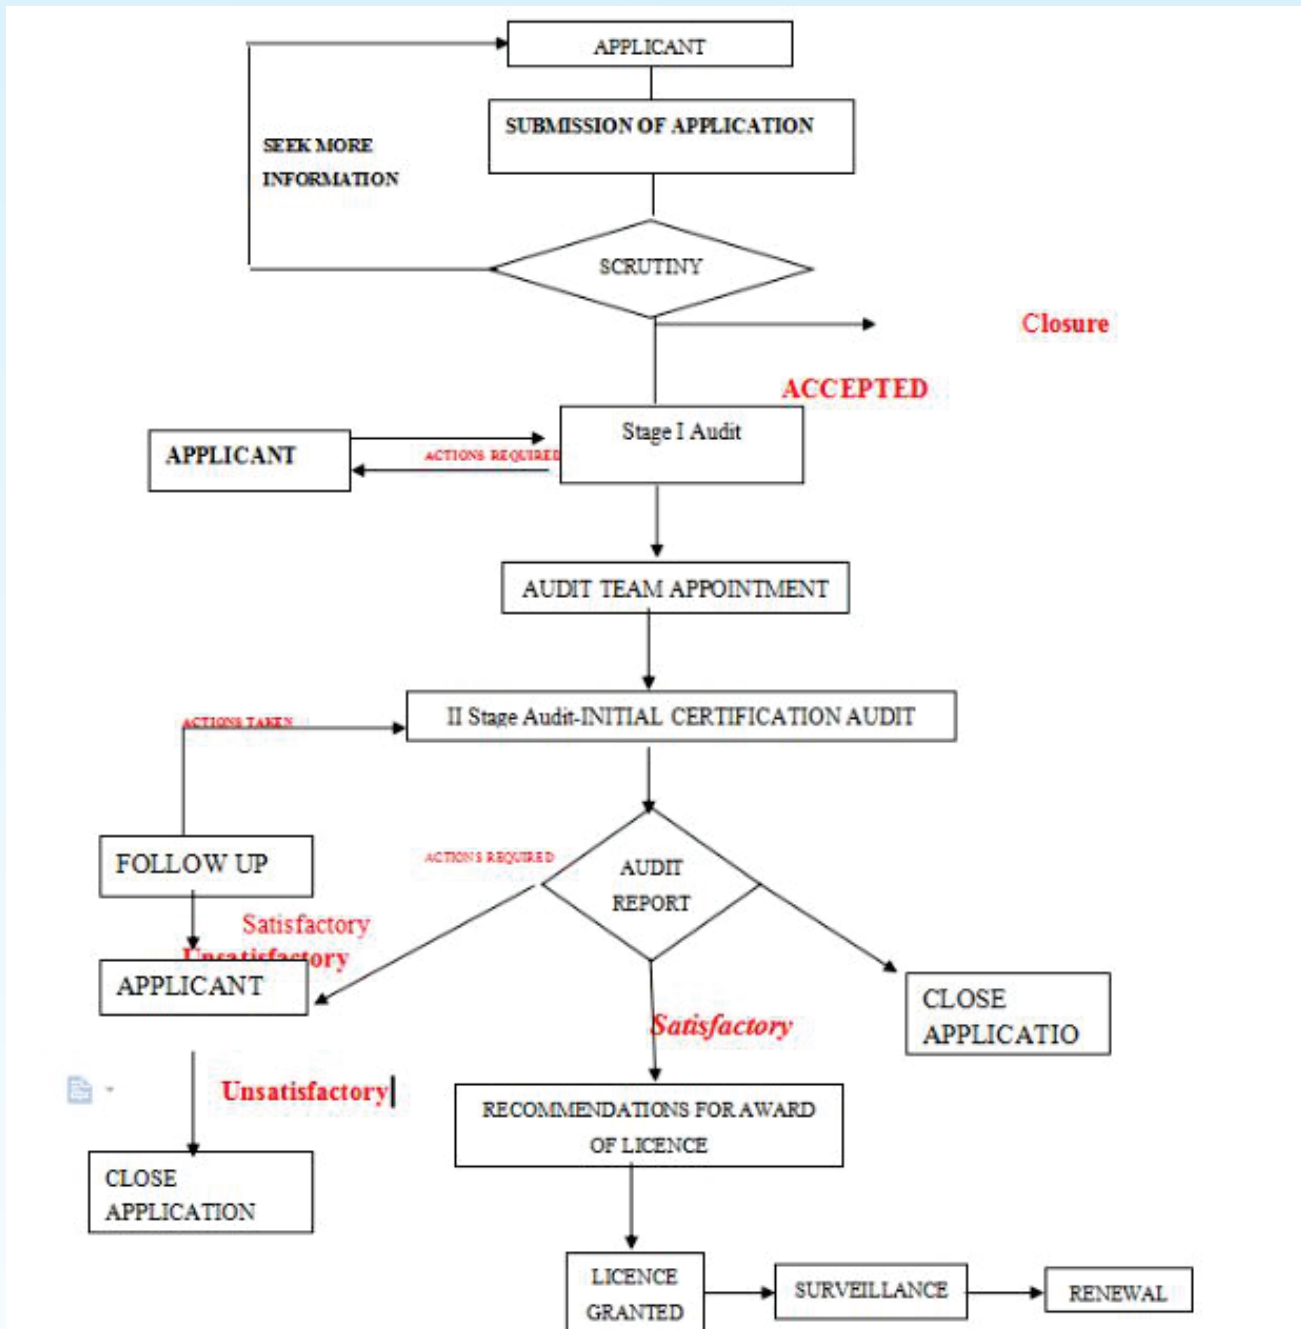 APPLICANT
SUBMISSION OF APPLICATION
SEEK MORE
INFORMATION
SCRUTINY
Closure
ACCEPTED
Stage I Audit
APPLICANT
ACTIONS REQUIRED
AUDIT TEAM APPOINTMENT
II Stage Audit-INITIAL CERTIFICATION AUDIT
ACTIONS TAKEN
FOLLOW UP
ACTIONS REQUIRED
AUDIT
REPORT
Satisfactory
Unsatisfactory
APPLICANT
CLOSE
APPLICATIO
Satisfactory
Unsatisfactory
RECOMMENDATIONS FOR AWARD
OF LICENCE
CLOSE
APPLICATION
LICENCE
GRANTED
SURVEILLANCE
RENEWAL